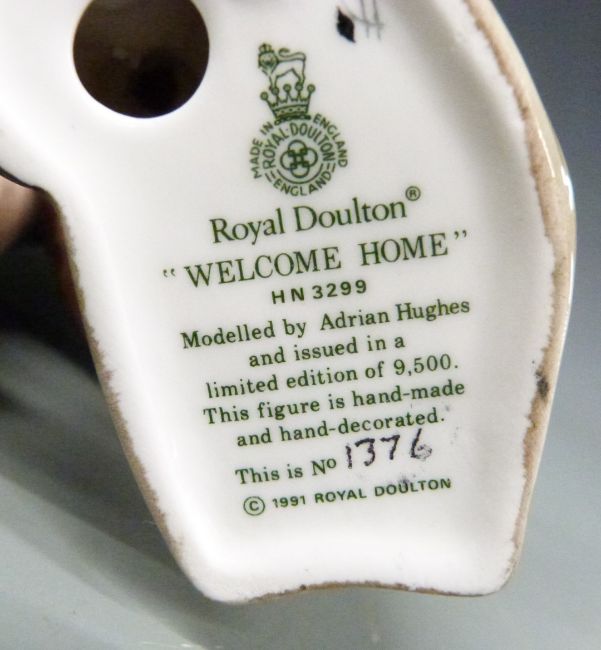 MADE IN ENGLAND
ROYAL·DOULTON
ENGLAND
Royal Doulton®
"WELCOME HOME"
HN 3299
Modelled by Adrian Hughes
and issued in a
limited edition of 9,500.
This figure is hand-made
and hand-decorated.
This is No 1376
© 1991 ROYAL DOULTON